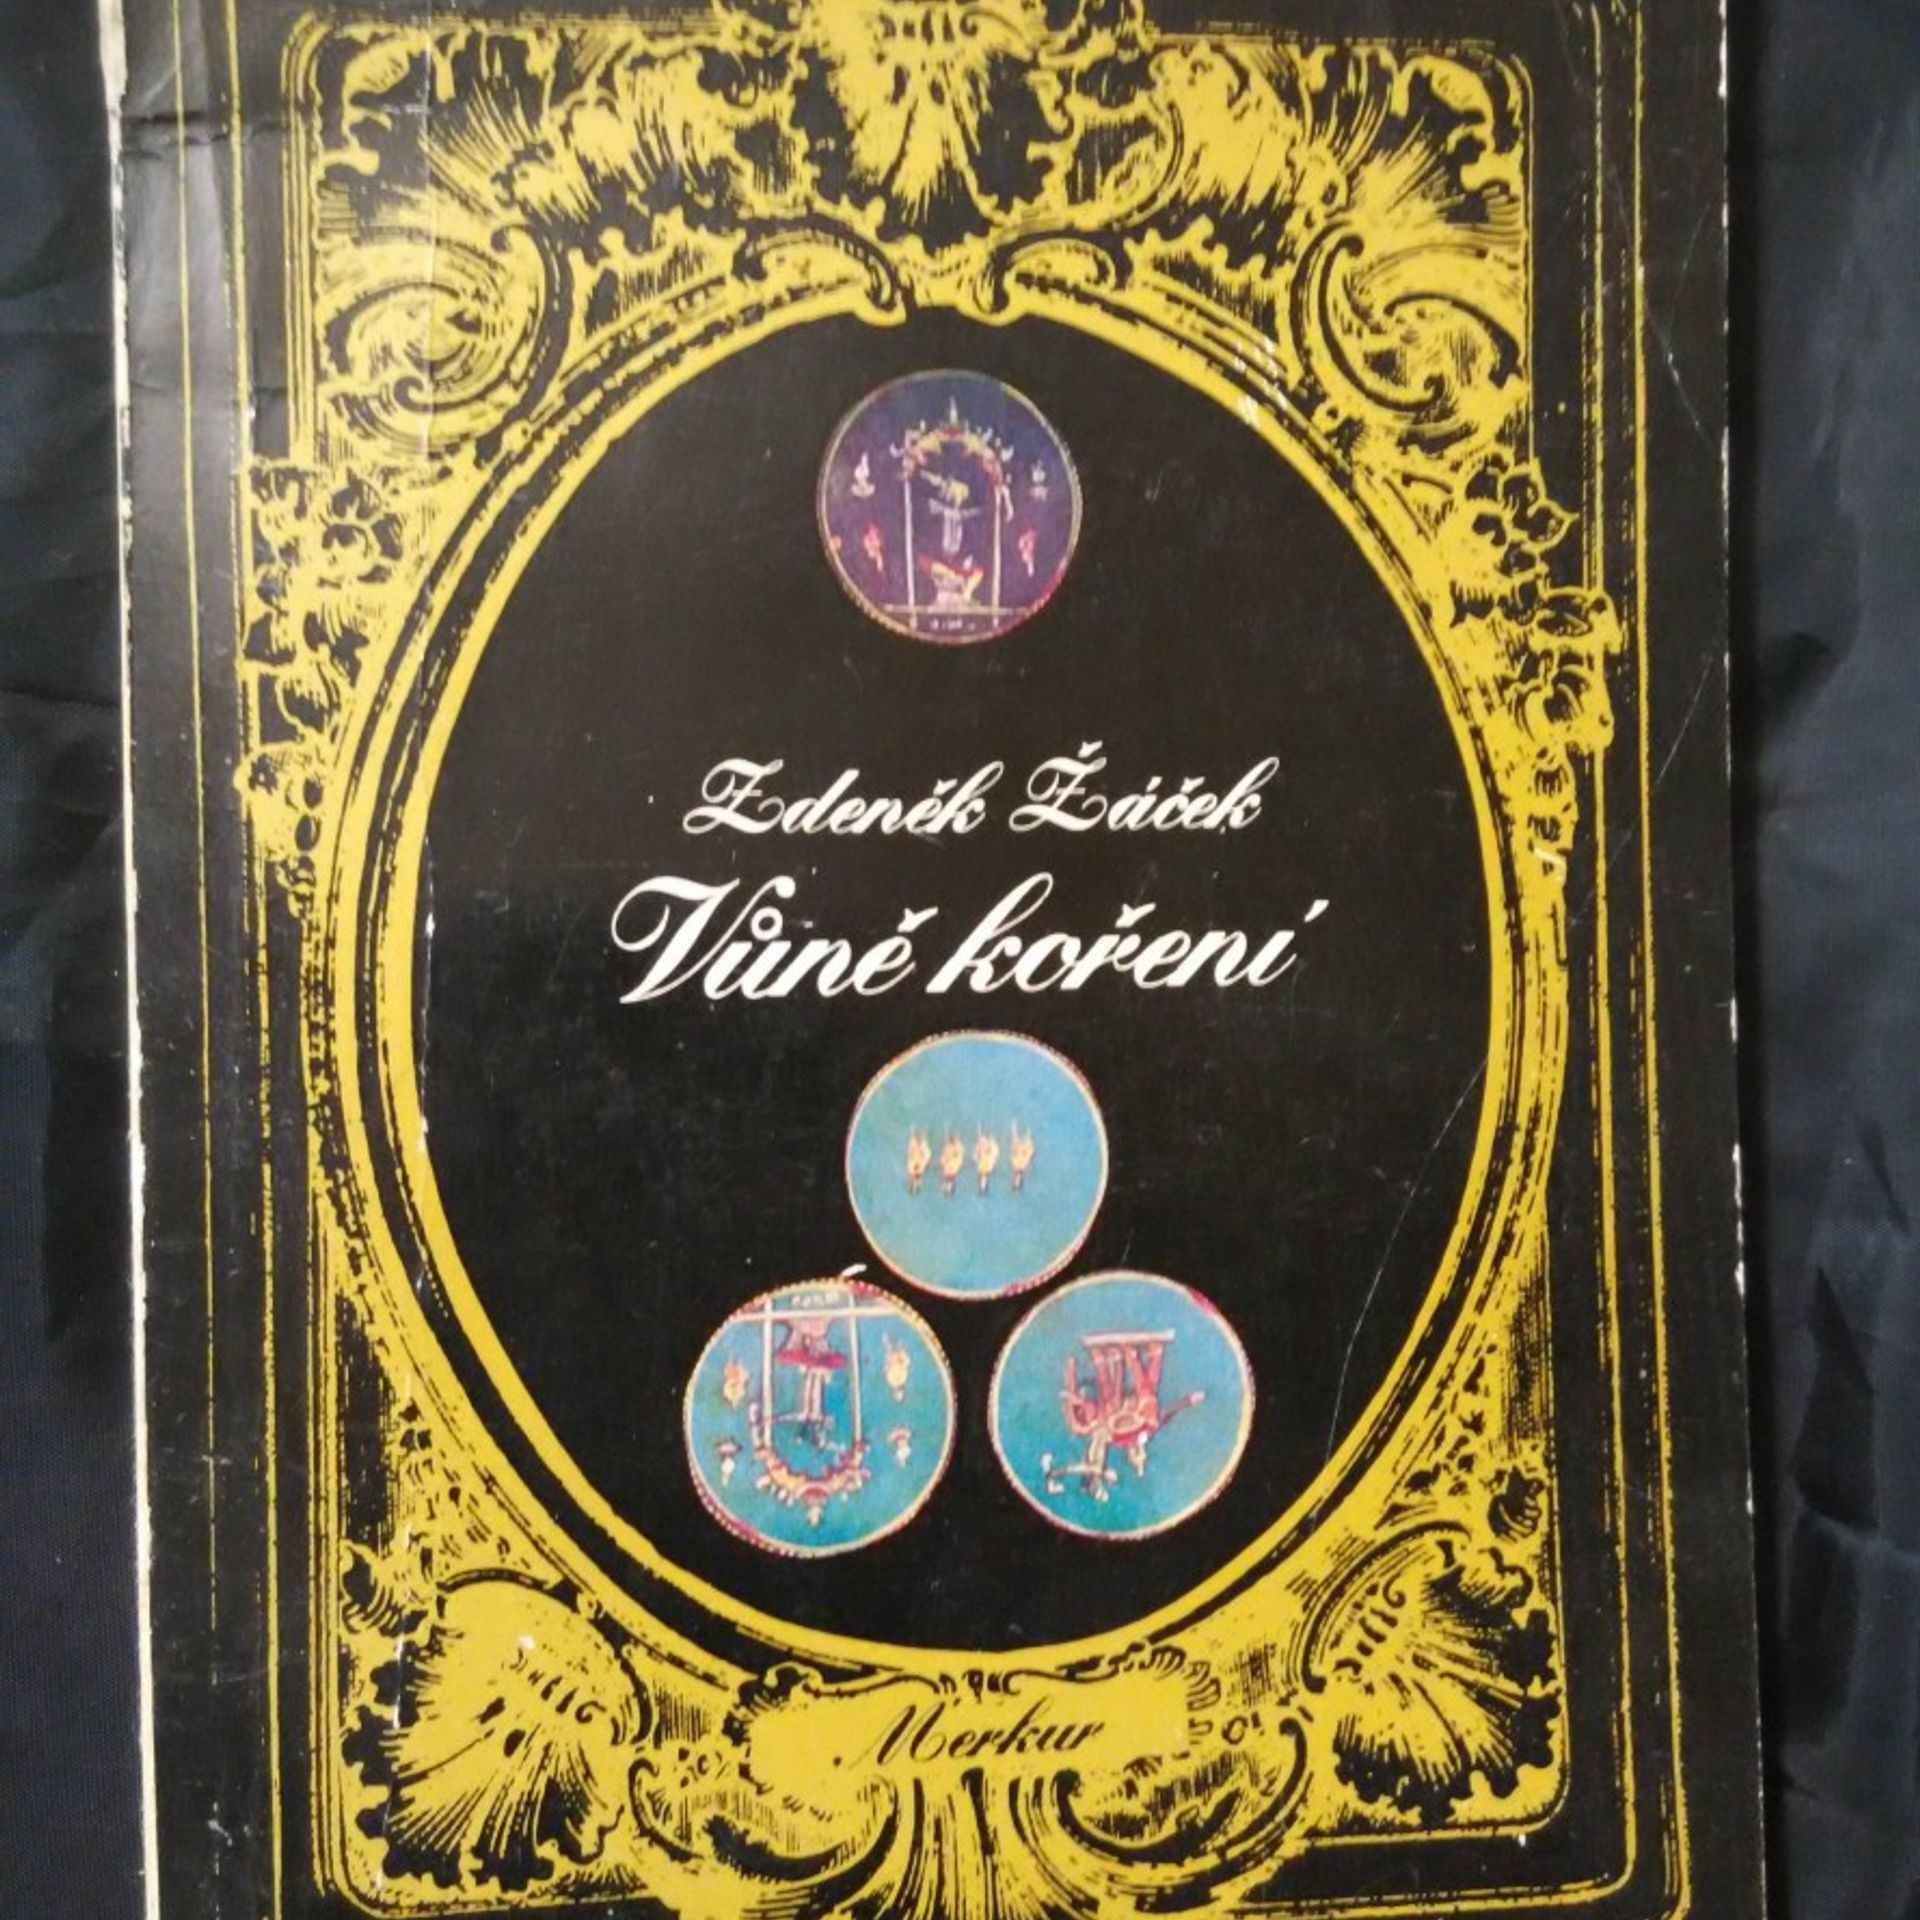 Zdeněk Žáček
Vůně koření
Merkur